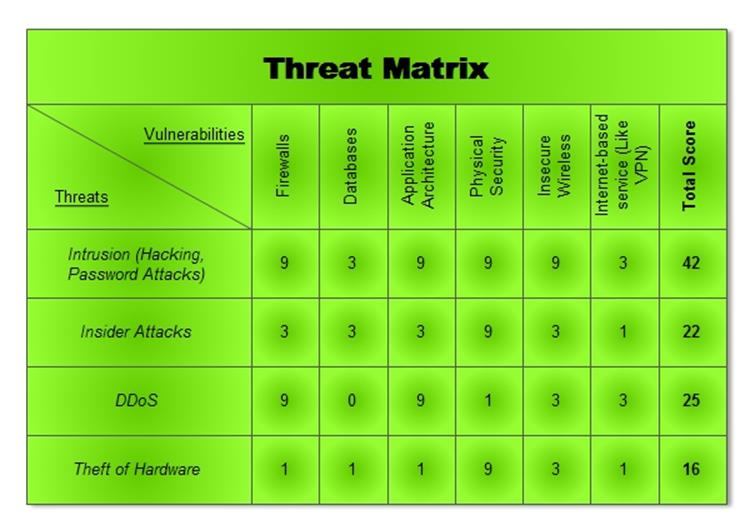 Threat Matrix
Vulnerabilities
Threats
Firewalls
Databases
Application
Architecture
Physical
Security
Insecure
Wireless
Internet-based
service (Like
VPN)
Total Score
Intrusion (Hacking,
Password Attacks)
9 3 9 9 9 3 42
Insider Attacks 3 3 3 9 3 1 22
DDoS 9 0 9 1 3 3 25
Theft of Hardware 1 1 1 9 3 1 16